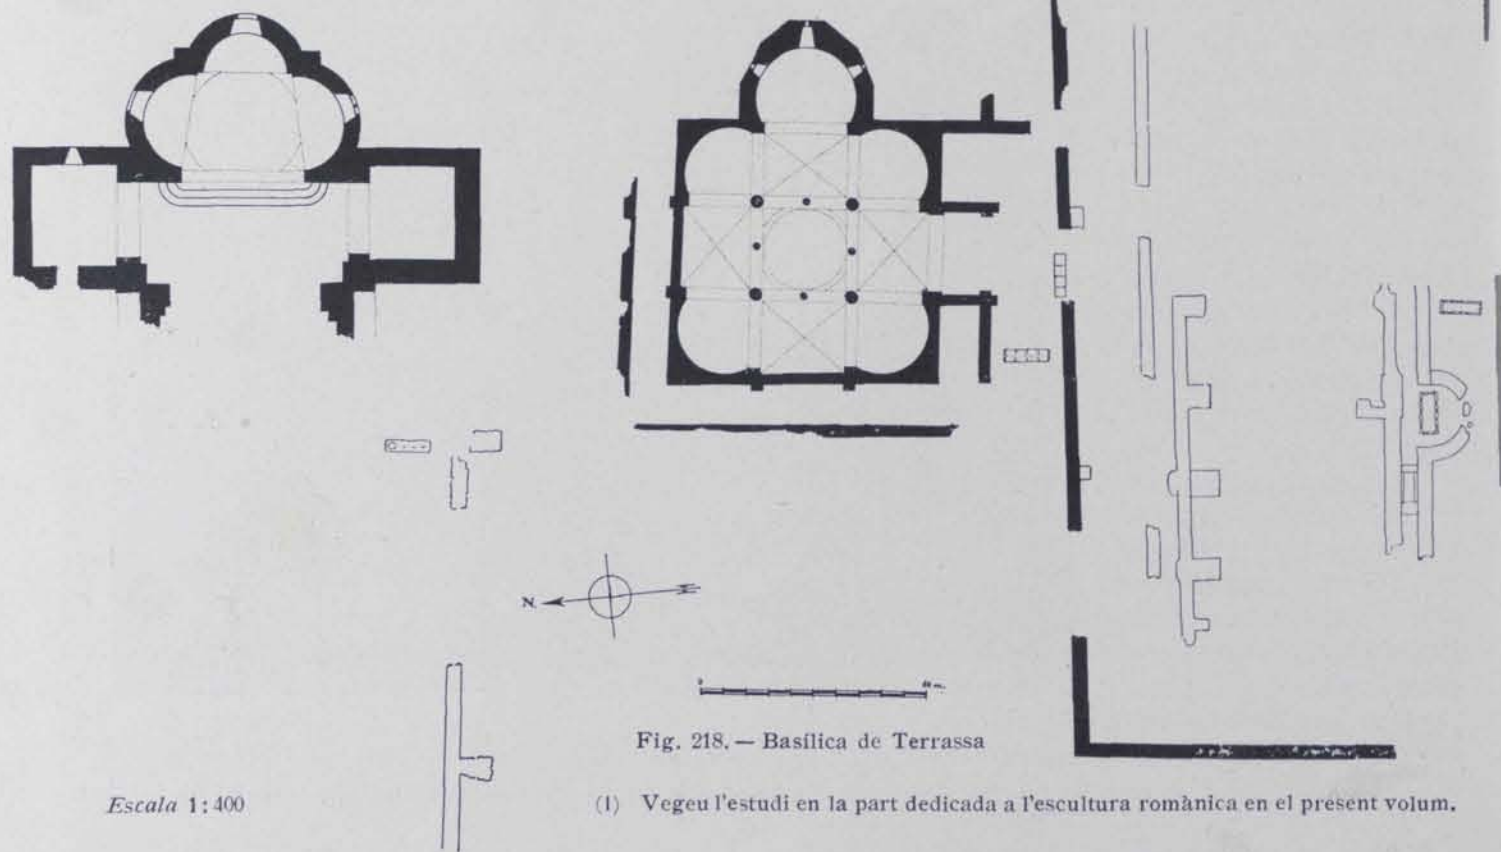 N.
0
Fig. 218. — Basílica de Terrassa
Escala 1:400
(1) Vegeu l'estudi en la part dedicada a l'escultura romànica en el present volum.